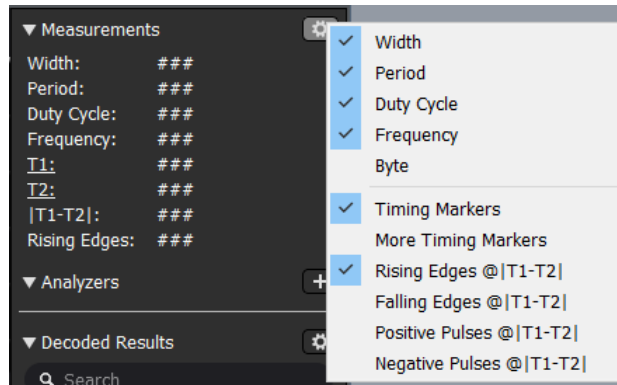 ▼ Measurements
Width: ###
Period: ###
Duty Cycle: ###
Frequency: ###
T1: ###
T2: ###
|T1-T2|: ###
Rising Edges: ###
▼ Analyzers
▼ Decoded Results
Search
Width
Period
Duty Cycle
Frequency
Byte
Timing Markers
More Timing Markers
Rising Edges @|T1-T2|
Falling Edges @|T1-T2|
Positive Pulses @|T1-T2|
Negative Pulses @|T1-T2|